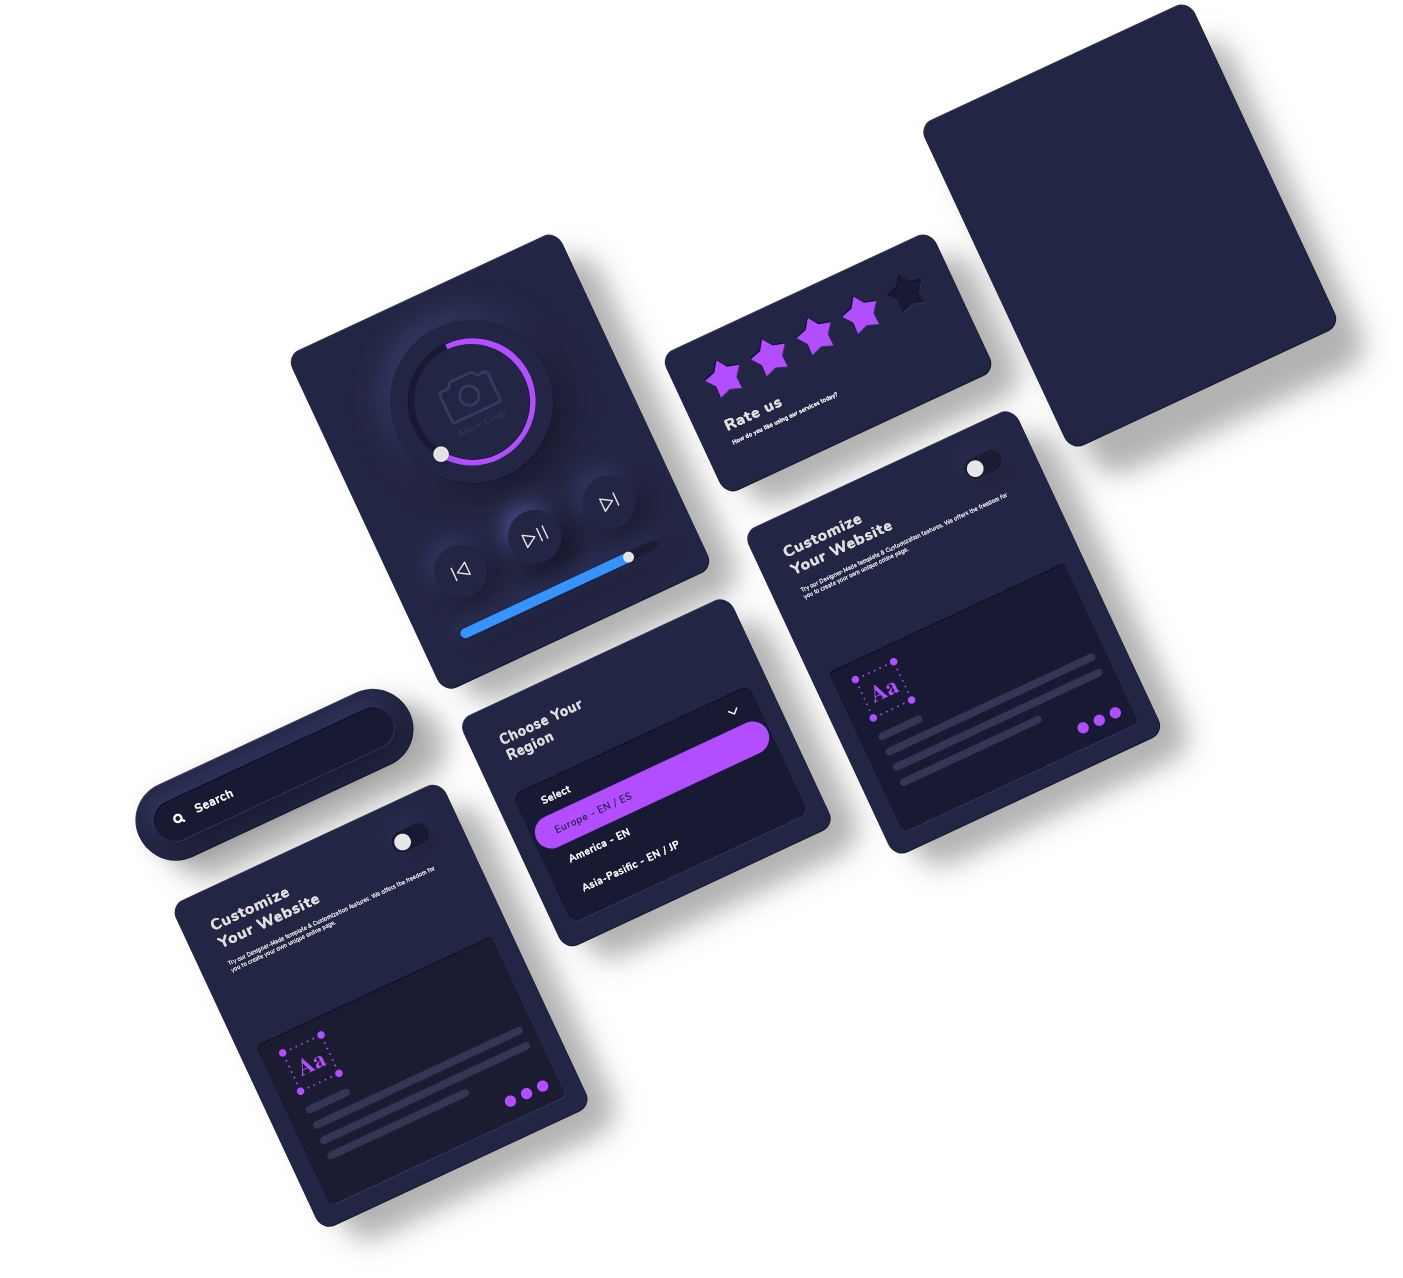 Album Cover
Rate us
How do you like using our services today?
Customize
Your Website
Try our Designer-Made template & Customization features. We offers the freedom for
you to create your own unique online page.
Aa
Choose Your
Region
Select
Europe - EN / ES
America - EN
Asia-Pasific - EN / JP
Search
Customize
Your Website
Try our Designer-Made template & Customization features. We offers the freedom for
you to create your own unique online page.
Aa